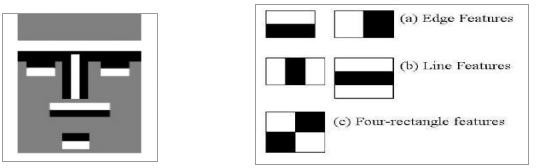 (a) Edge Features
(b) Line Features
(c) Four-rectangle features